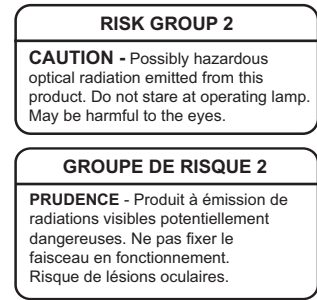 RISK GROUP 2
CAUTION - Possibly hazardous
optical radiation emitted from this
product. Do not stare at operating lamp.
May be harmful to the eyes.
GROUPE DE RISQUE 2
PRUDENCE - Produit à émission de
radiations visibles potentiellement
dangereuses. Ne pas fixer le
faisceau en fonctionnement.
Risque de lésions oculaires.